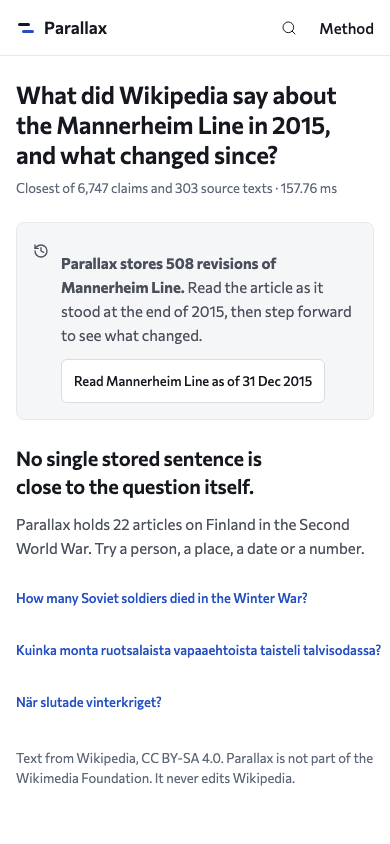 Parallax
Method
What did Wikipedia say about
the Mannerheim Line in 2015,
and what changed since?
Closest of 6,747 claims and 303 source texts · 157.76 ms
Parallax stores 508 revisions of
Mannerheim Line. Read the article as it
stood at the end of 2015, then step forward
to see what changed.
Read Mannerheim Line as of 31 Dec 2015
No single stored sentence is
close to the question itself.
Parallax holds 22 articles on Finland in the Second
World War. Try a person, a place, a date or a number.
How many Soviet soldiers died in the Winter War?
Kuinka monta ruotsalaista vapaaehtoista taisteli talvisodassa?
När slutade vinterkriget?
Text from Wikipedia, CC BY-SA 4.0. Parallax is not part of the
Wikimedia Foundation. It never edits Wikipedia.